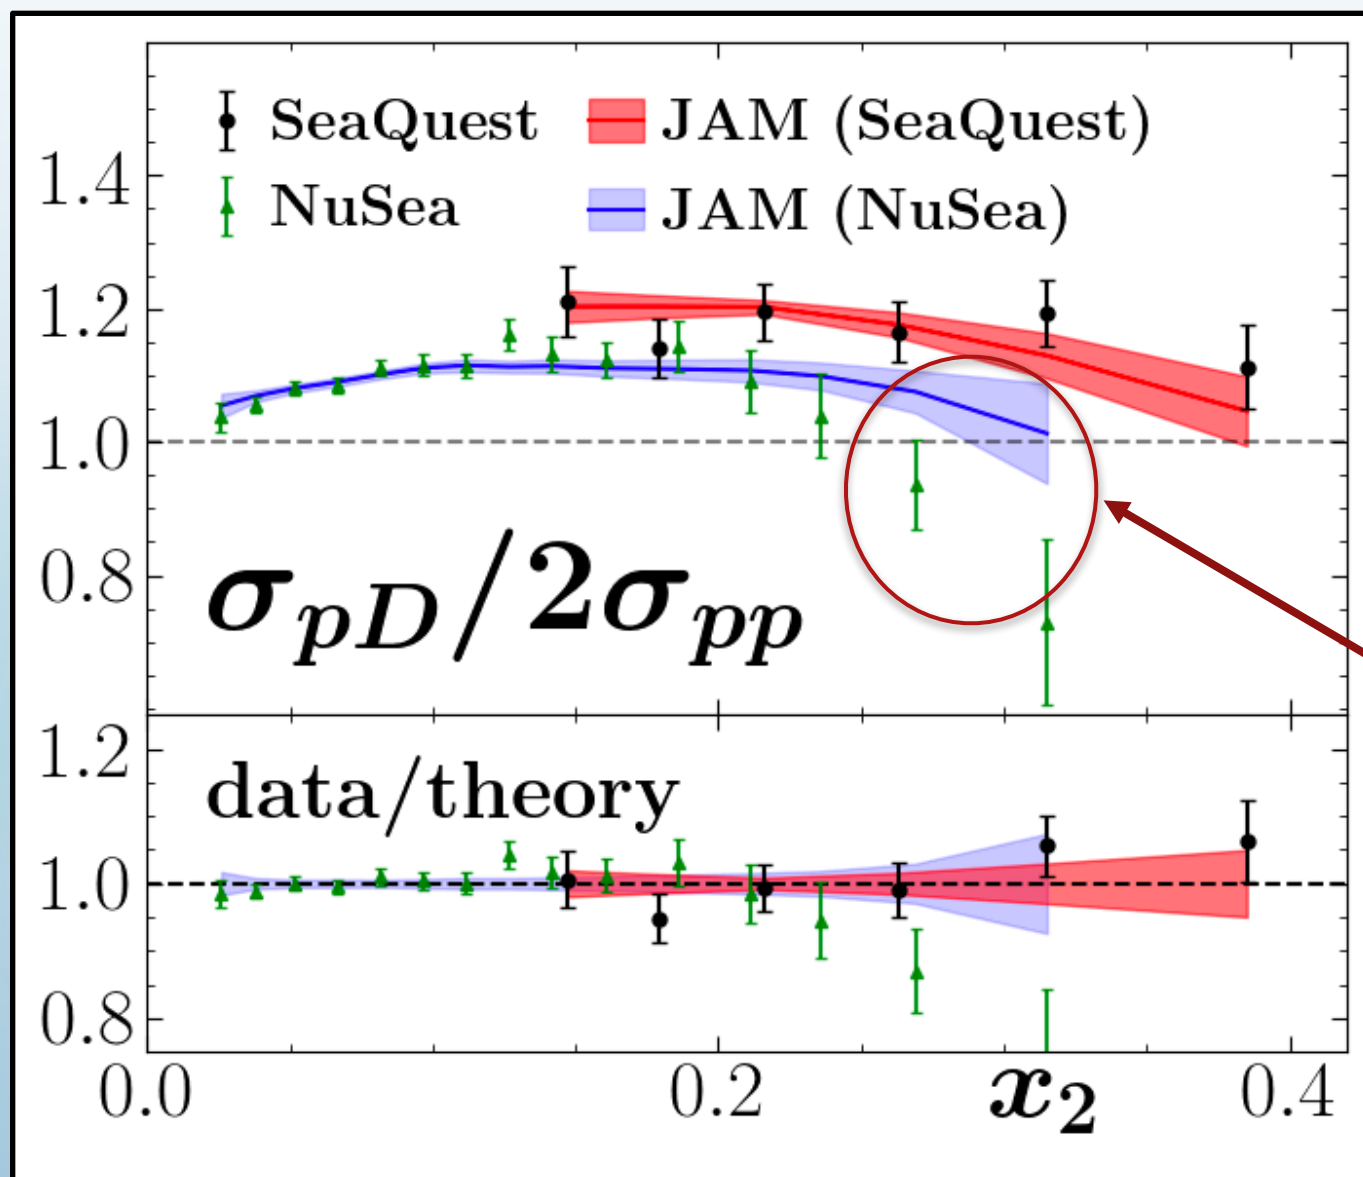 SeaQuest JAM (SeaQuest)
NuSea JAM (NuSea)
1.4
1.2
1.0
0.8
σpD/2σpp
1.2
1.0
0.8
data/theory
0.0 0.2 x2 0.4